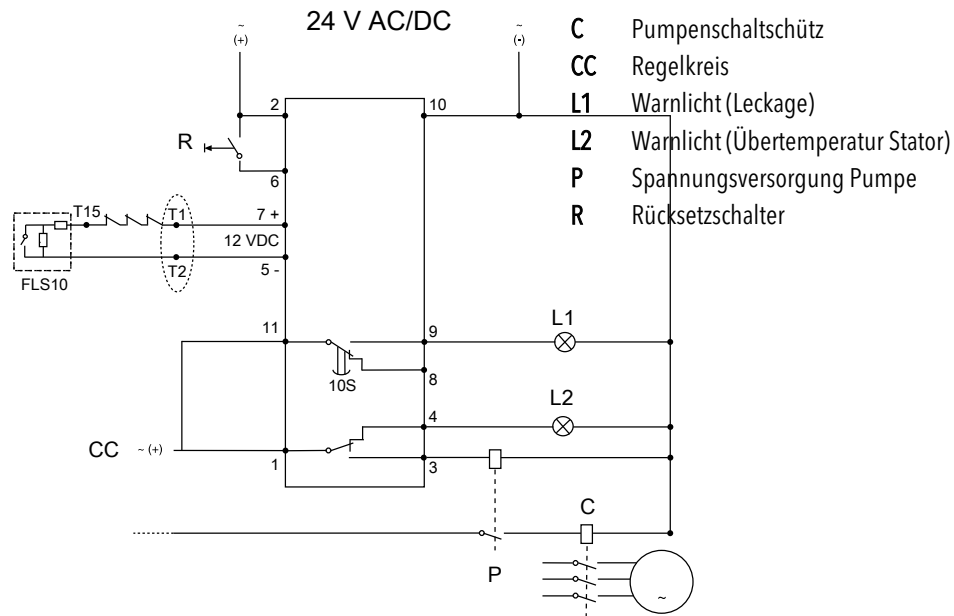 24 V AC/DC
~
(+)
~
(-)
2
10
R
6
T15
T1
7 +
12 VDC
T2
5 -
FLS10
11
9
L1
10S
8
4
L2
CC
~ (+)
1
3
C
P
~
C Pumpenschaltschütz
CC Regelkreis
L1 Warnlicht (Leckage)
L2 Warnlicht (Übertemperatur Stator)
P Spannungsversorgung Pumpe
R Rücksetzschalter